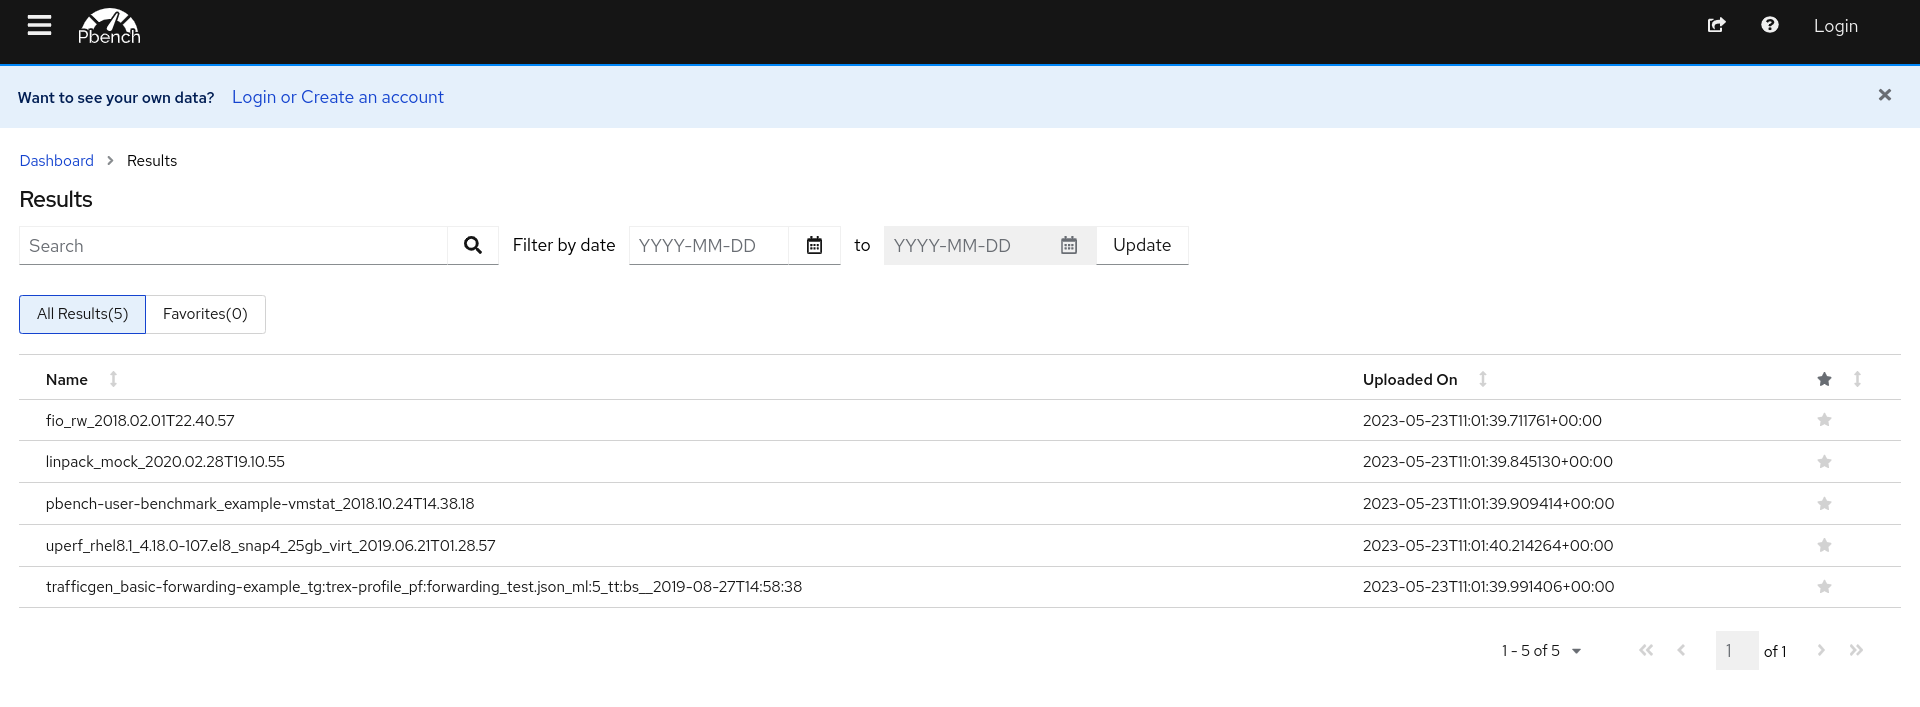 Pbench
Login
Want to see your own data? Login or Create an account
Dashboard Results
Results
Search Filter by date YYYY-MM-DD to YYYY-MM-DD Update
All Results(5) Favorites(0)
Name Uploaded On
fio_rw_2018.02.01T22.40.57 2023-05-23T11:01:39.711761+00:00
linpack_mock_2020.02.28T19.10.55 2023-05-23T11:01:39.845130+00:00
pbench-user-benchmark_example-vmstat_2018.10.24T14.38.18 2023-05-23T11:01:39.909414+00:00
uperf_rhel8.1_4.18.0-107.el8_snap4_25gb_virt_2019.06.21T01.28.57 2023-05-23T11:01:40.214264+00:00
trafficgen_basic-forwarding-example_tg:trex-profile_pf:forwarding_test.json_ml:5_tt:bs__2019-08-27T14:58:38 2023-05-23T11:01:39.991406+00:00
1 - 5 of 5 1 of 1